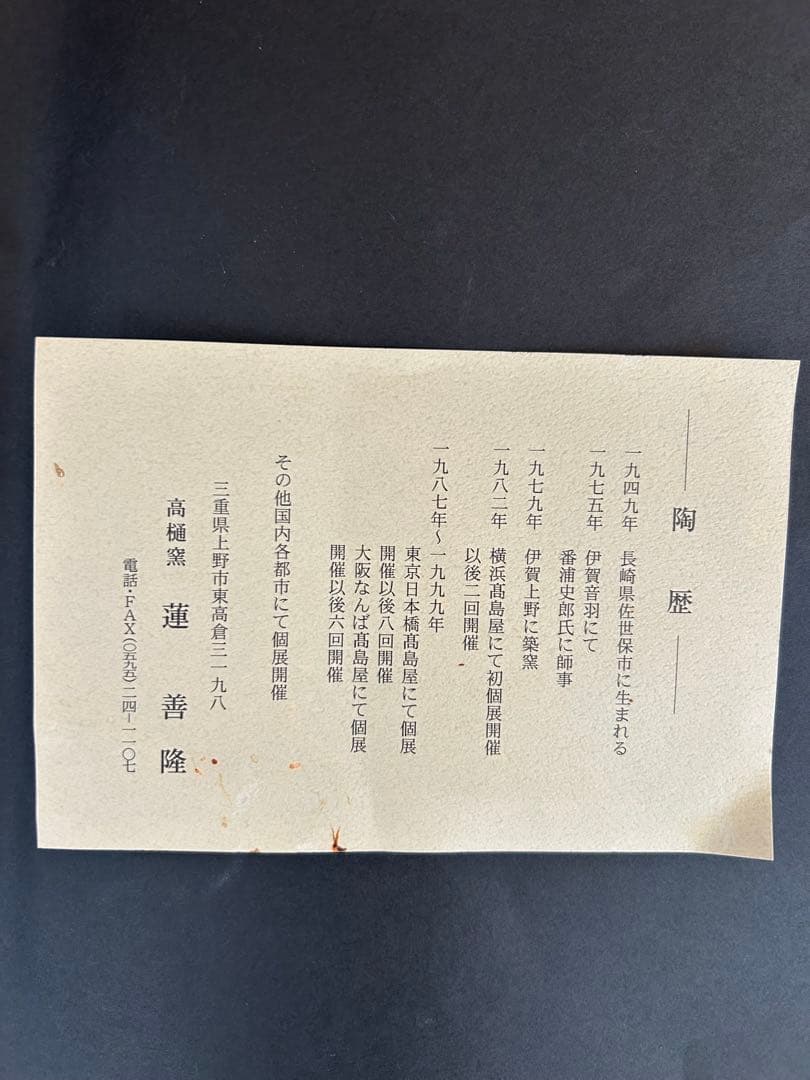 陶歴
一九四九年 長崎県佐世保市に生まれる
一九七五年 伊賀音羽にて
番浦史郎氏に師事
一九七九年 伊賀上野に築窯
一九八二年 横浜髙島屋にて初個展開催
以後二回開催
一九八七年～一九九九年
東京日本橋髙島屋にて個展
開催以後八回開催
大阪なんば髙島屋にて個展
開催以後六回開催
その他国内各都市にて個展開催
三重県上野市東高倉三一九八
高樋窯 蓮善隆
電話・FAX(〇五九五)二四ー一一〇七